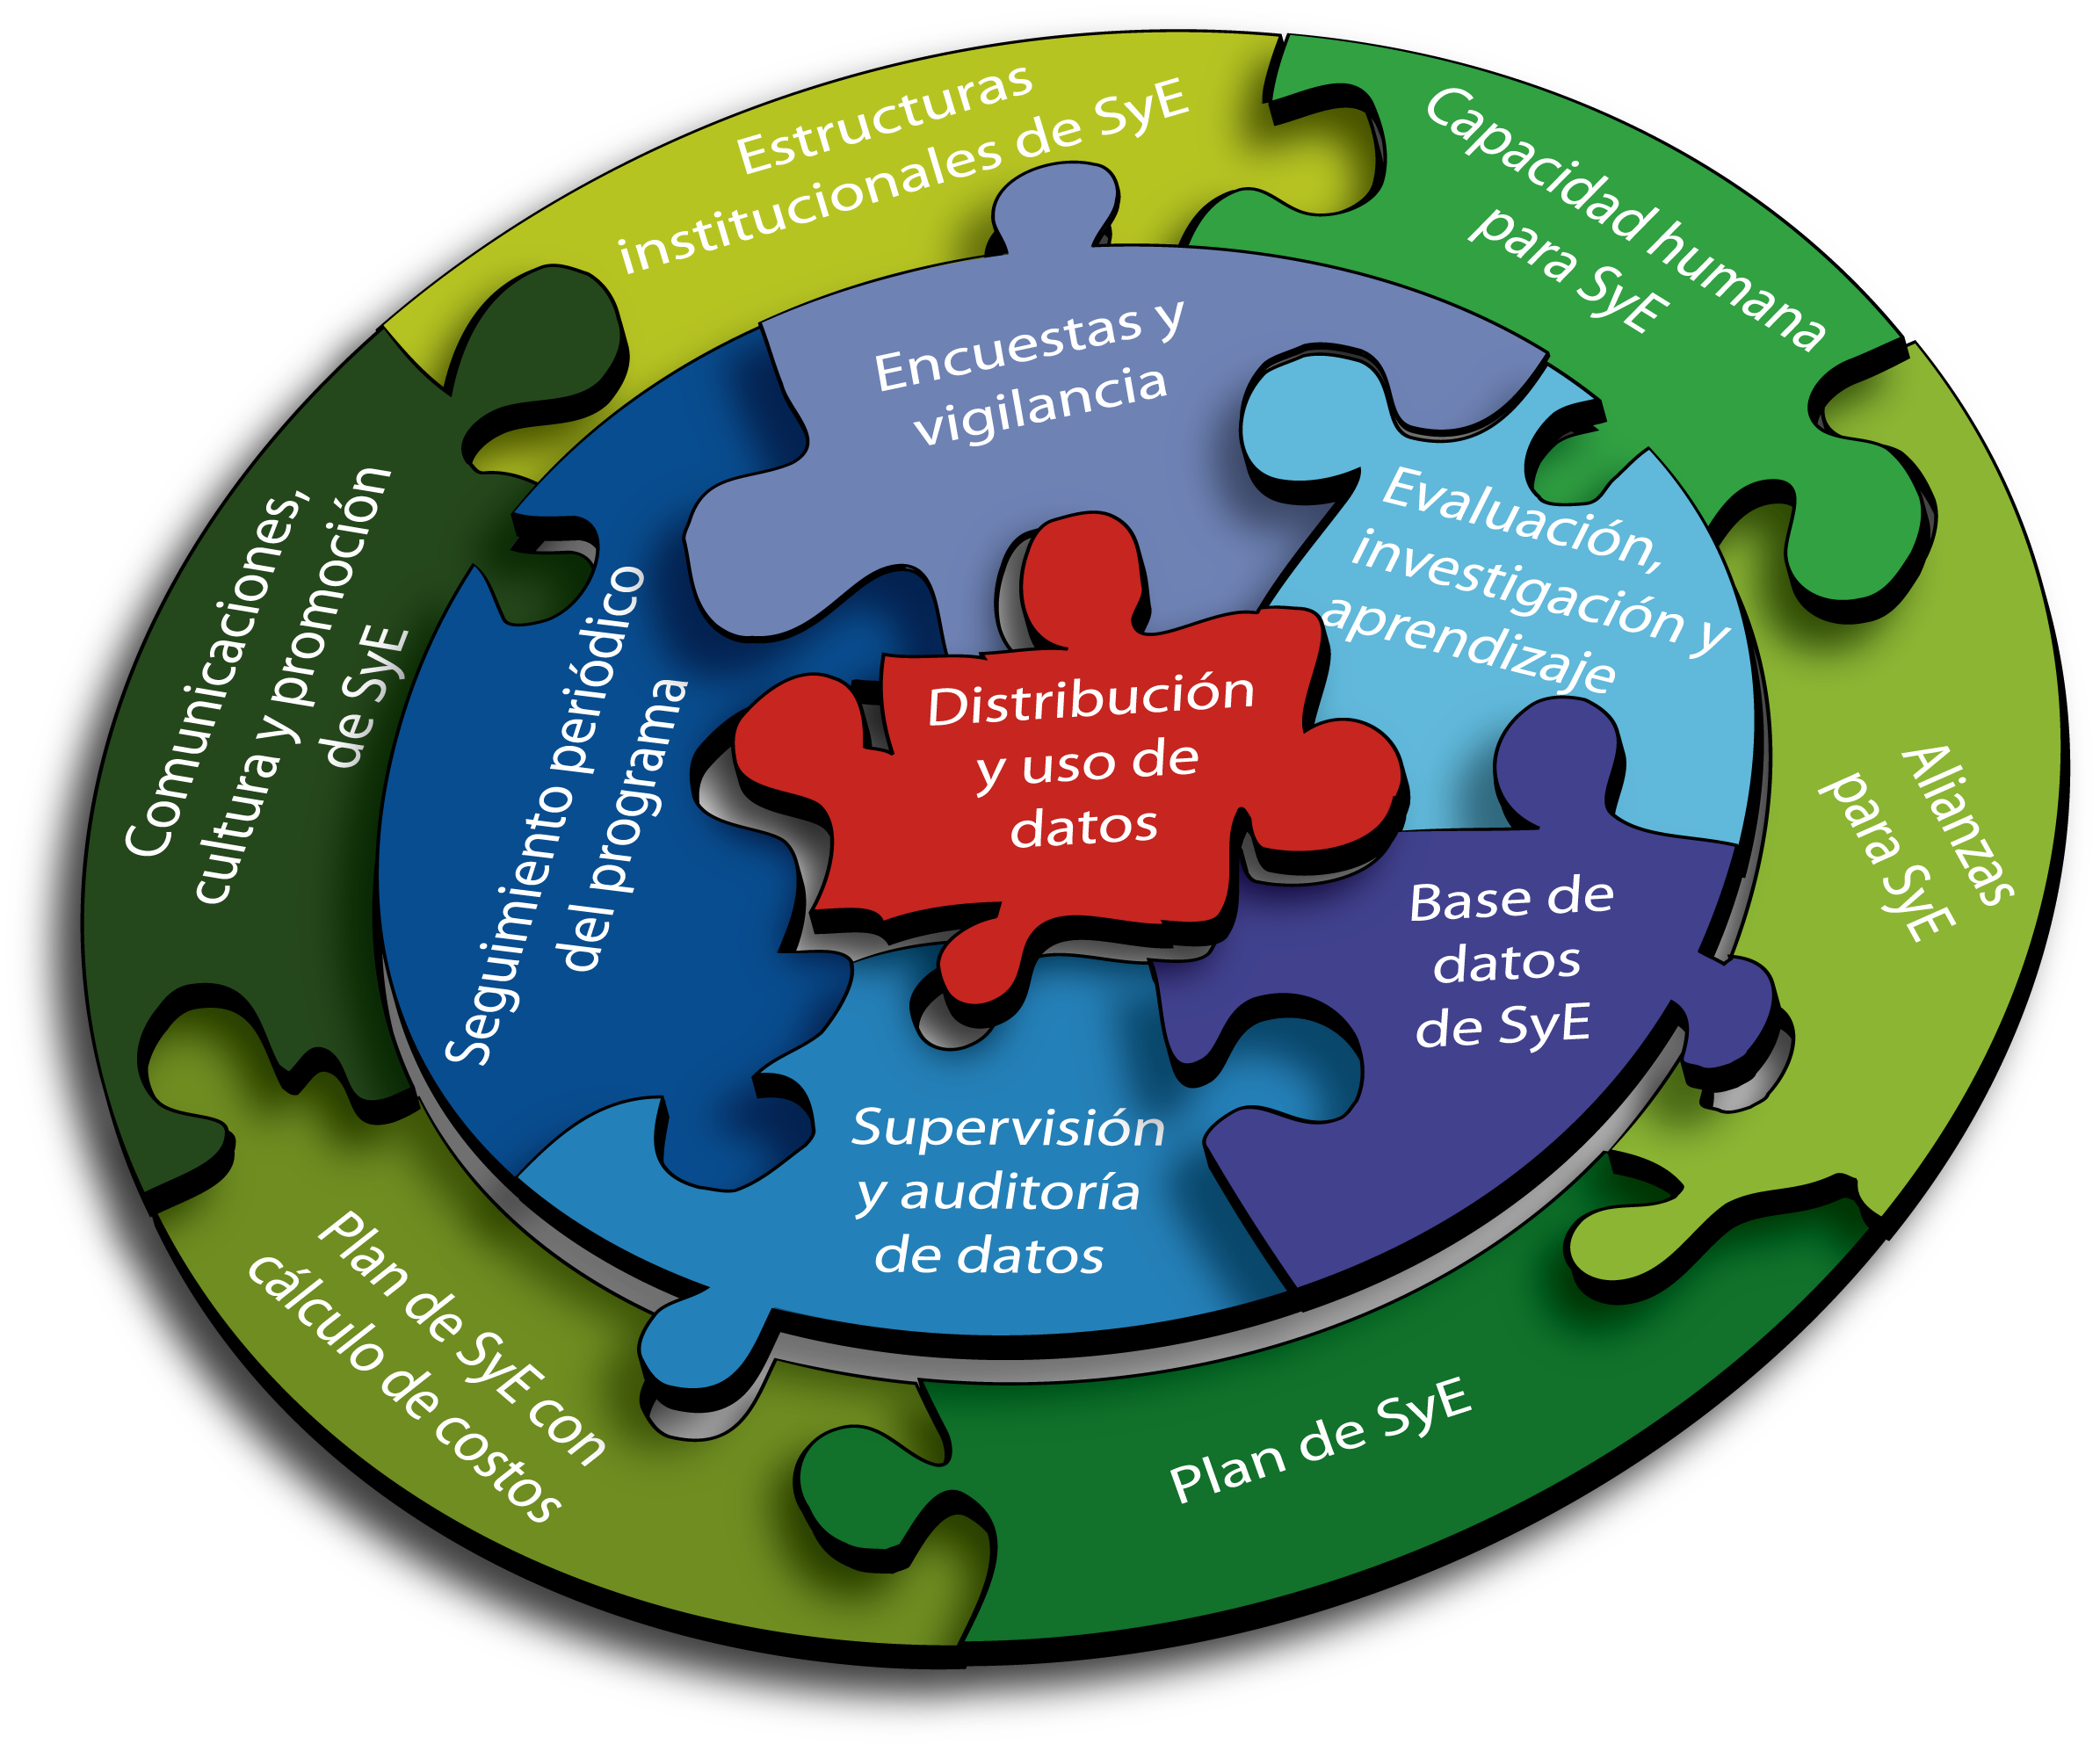 Estructuras
institucionales de SyE
Capacidad humana
para SyE
Alianzas
para SyE
Plan de SyE
Plan de SyE con
cálculo de costos
Comunicaciones,
cultura y promoción
de SyE
Encuestas y
vigilancia
Evaluación,
investigación y
aprendizaje
Base de
datos
de SyE
Supervisión
y auditoría
de datos
Seguimiento periódico
del programa
Distribución
y uso de
datos